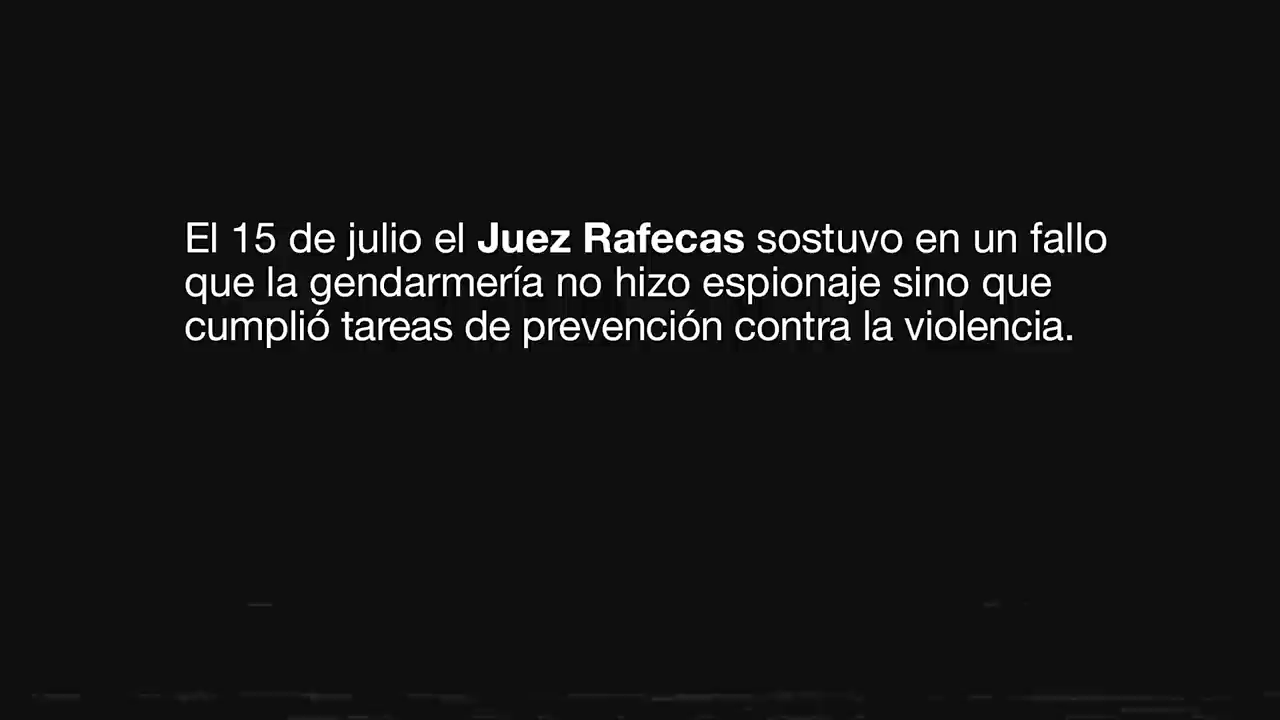 El 15 de julio el Juez Rafecas sostuvo en un fallo
que la gendarmería no hizo espionaje sino que
cumplió tareas de prevención contra la violencia.